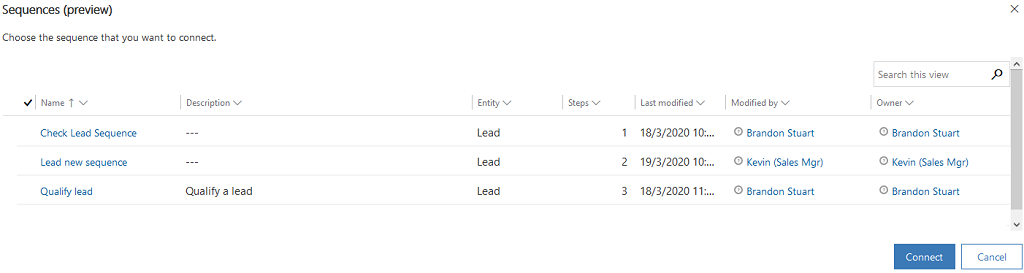 Sequences (preview)
Choose the sequence that you want to connect.
Search this view
Name Description Entity Steps Last modified Modified by Owner
Check Lead Sequence --- Lead 1 18/3/2020 10:... Brandon Stuart Brandon Stuart
Lead new sequence --- Lead 2 19/3/2020 10:... Kevin (Sales Mgr) Kevin (Sales Mgr)
Qualify lead Qualify a lead Lead 3 18/3/2020 11:... Brandon Stuart Brandon Stuart
Connect Cancel